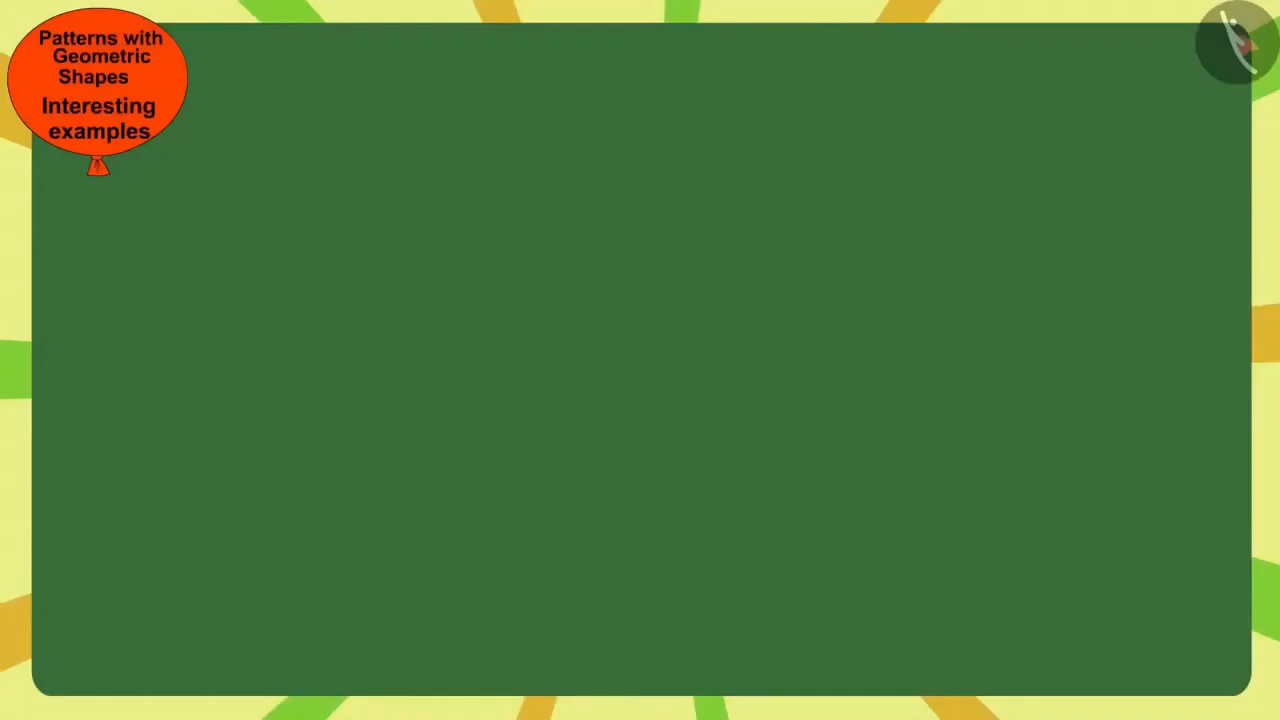 Patterns with
Geometric
Shapes
Interesting
examples